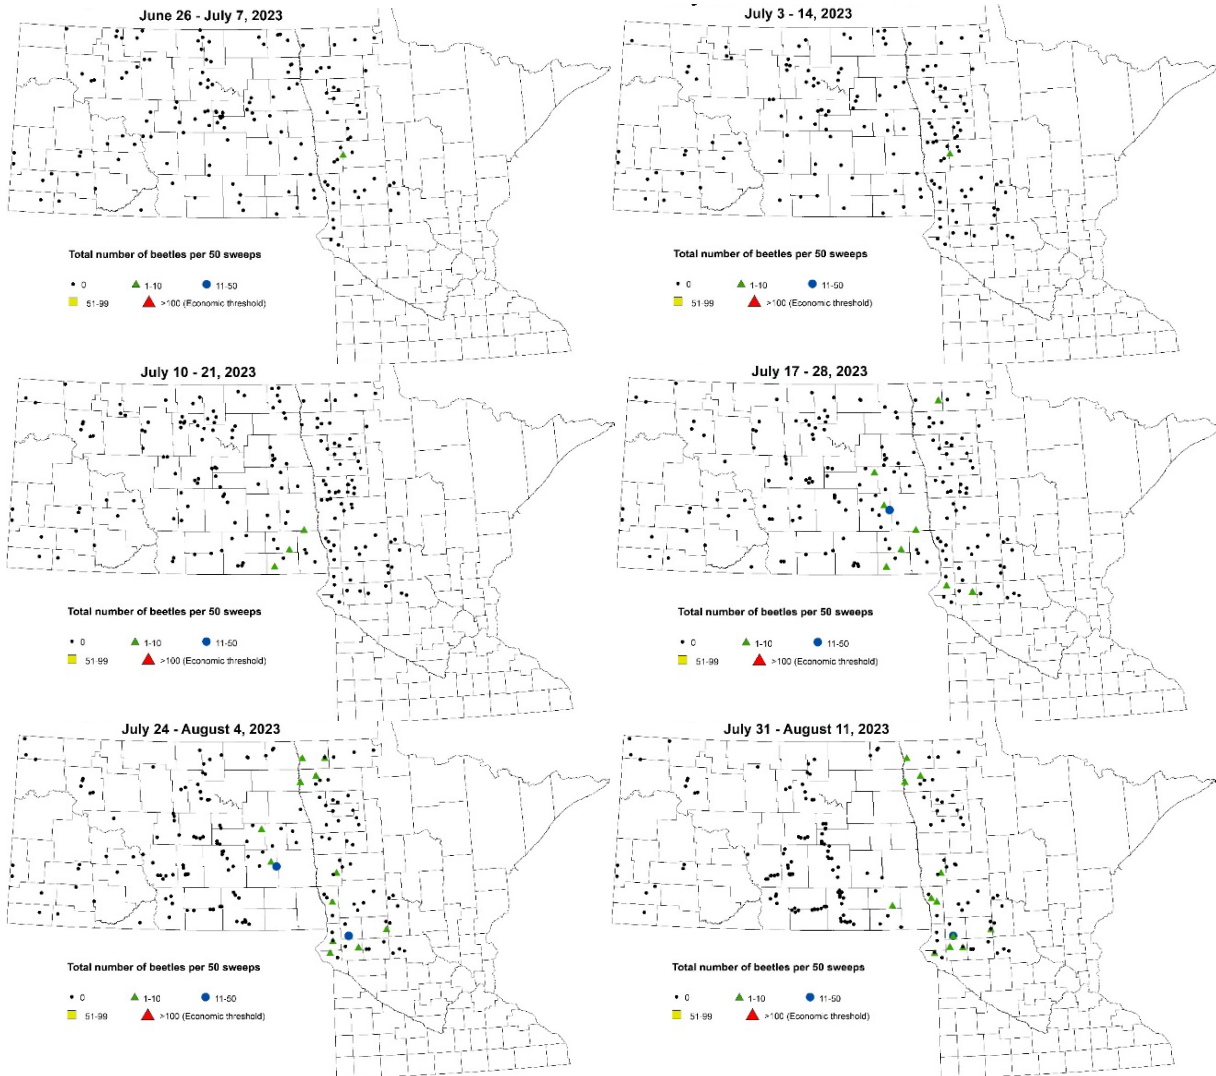 June 26 - July 7, 2023
Total number of beetles per 50 sweeps
0 1-10 11-50
51-99 >100 (Economic threshold)
July 3 - 14, 2023
Total number of beetles per 50 sweeps
0 1-10 11-50
51-99 >100 (Economic threshold)
July 10 - 21, 2023
Total number of beetles per 50 sweeps
0 1-10 11-50
51-99 >100 (Economic threshold)
July 17 - 28, 2023
Total number of beetles per 50 sweeps
0 1-10 11-50
51-99 >100 (Economic threshold)
July 24 - August 4, 2023
Total number of beetles per 50 sweeps
0 1-10 11-50
51-99 >100 (Economic threshold)
July 31 - August 11, 2023
Total number of beetles per 50 sweeps
0 1-10 11-50
51-99 >100 (Economic threshold)